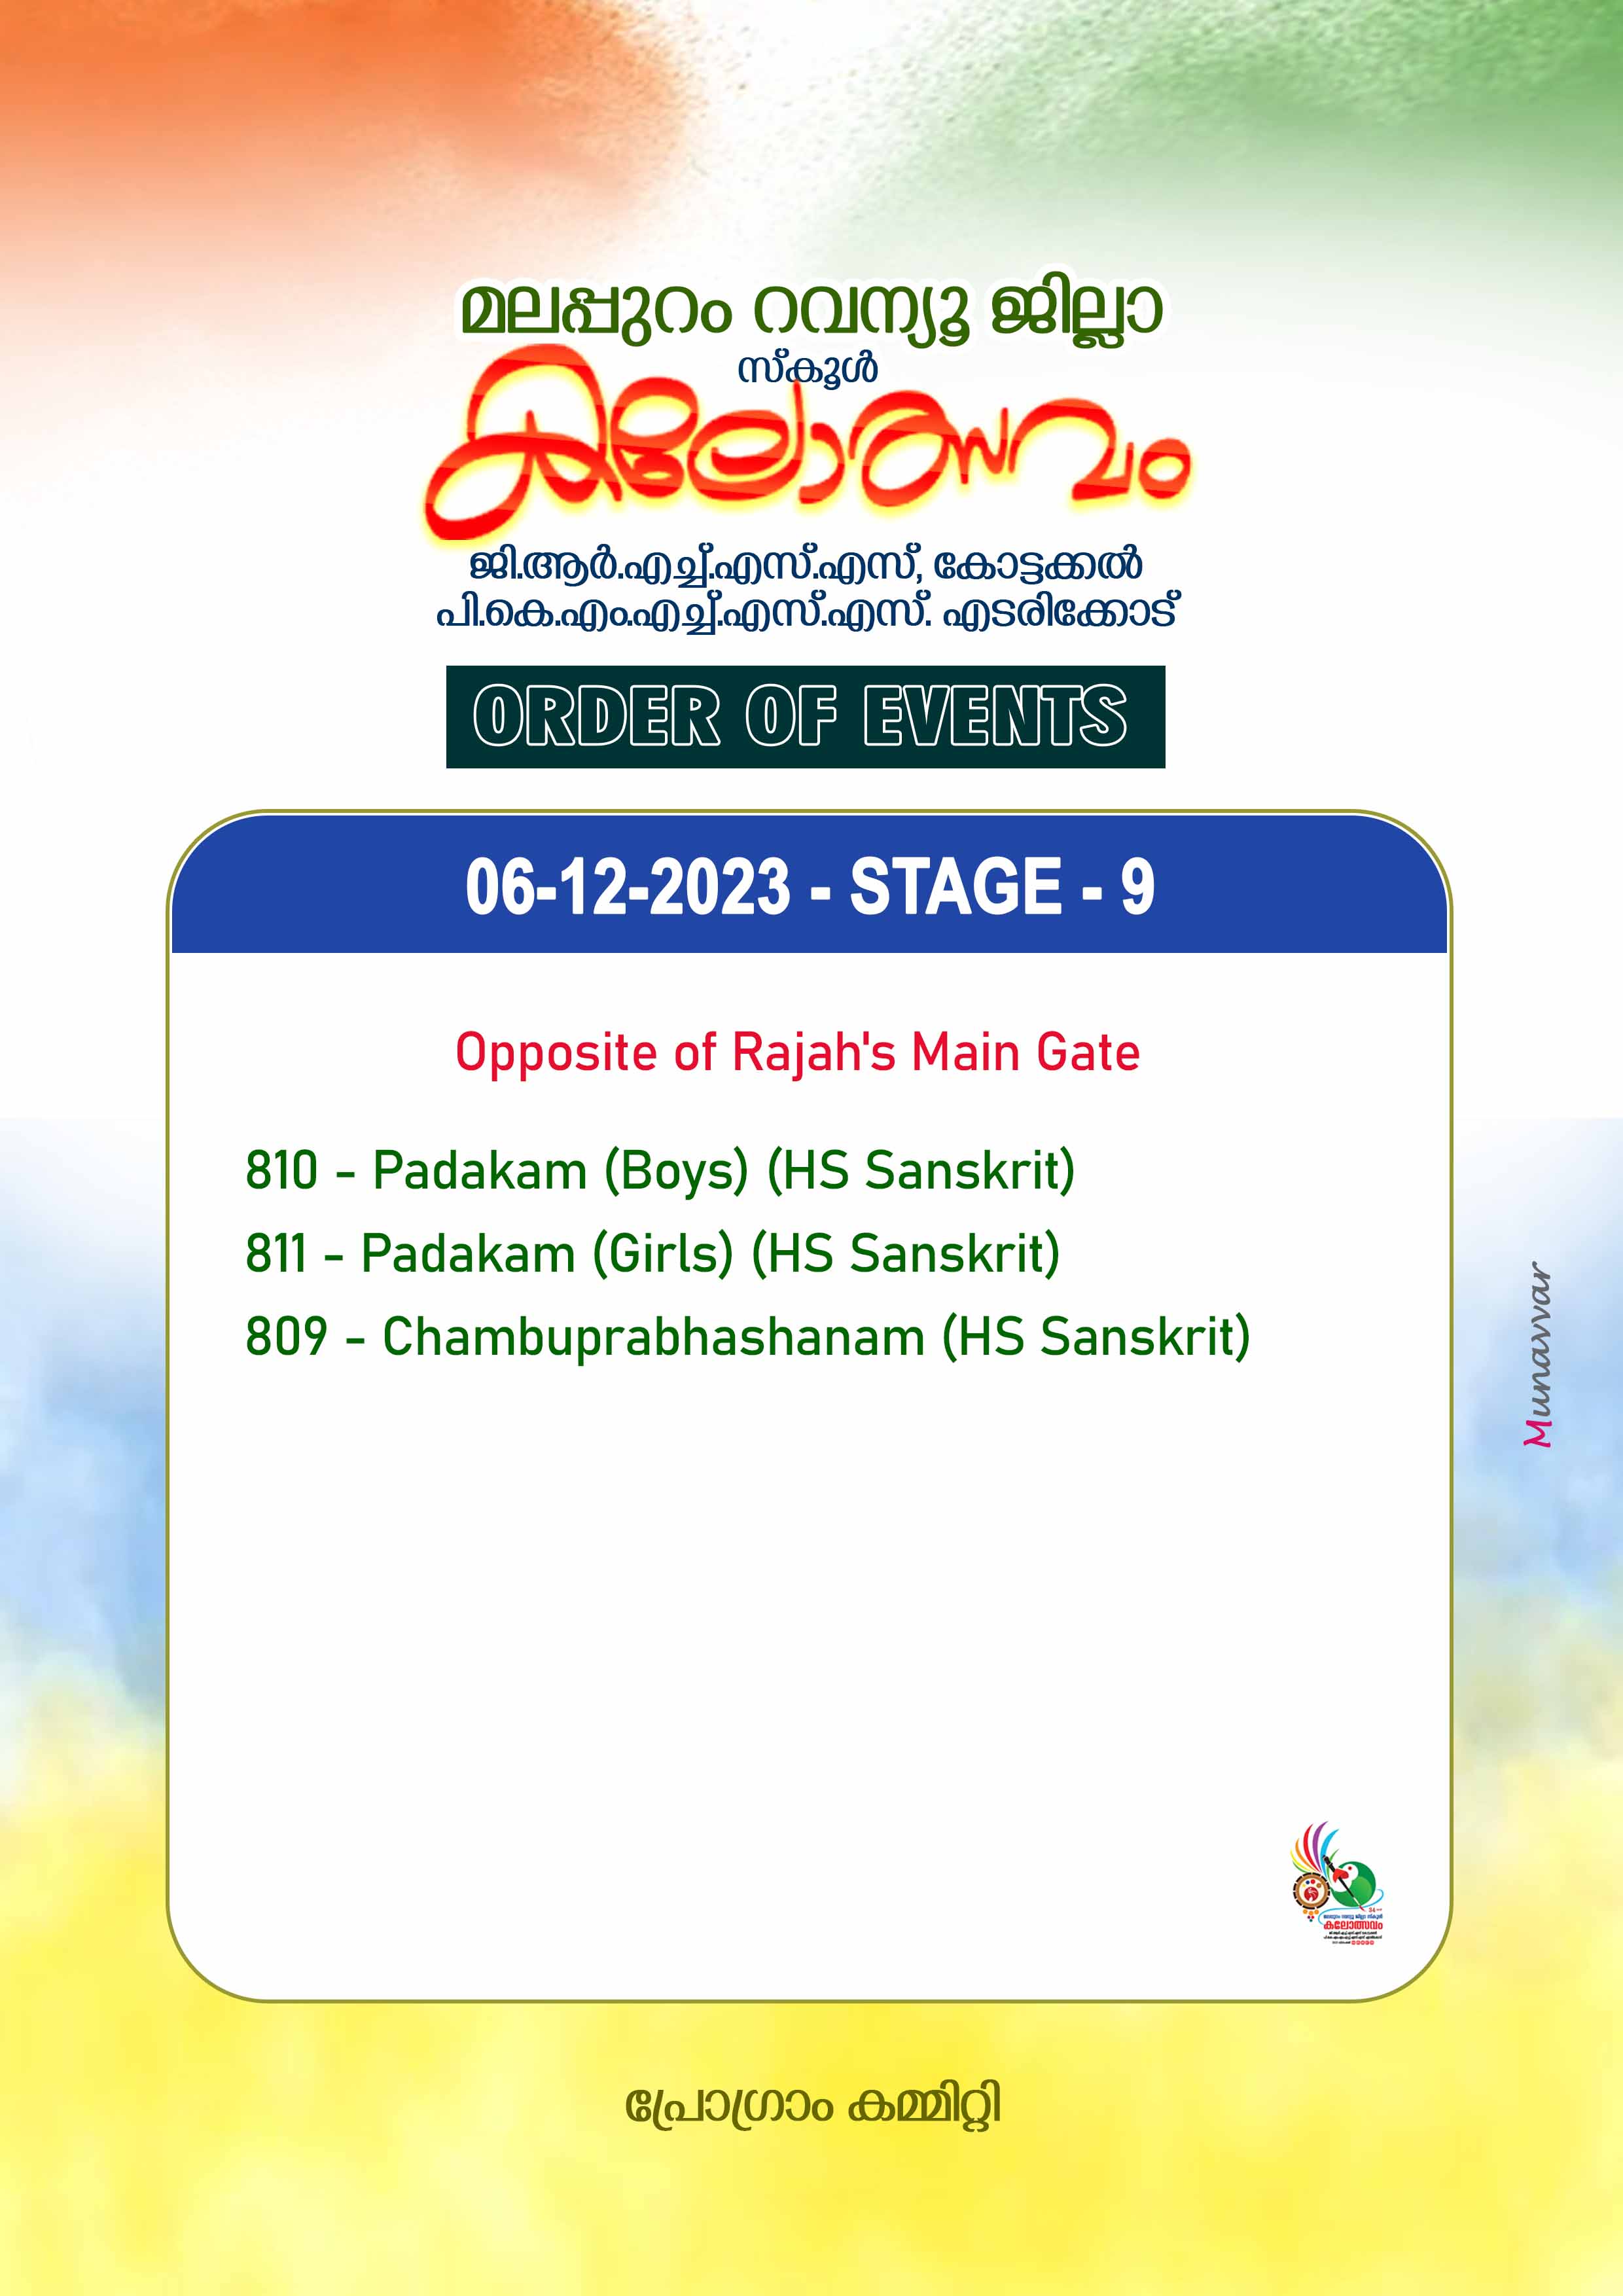 മലപ്പുറം റവന്യൂ ജില്ലാ
സ്കൂൾ
കലോത്സവം
ജി.ആർ.എച്ച്.എസ്.എസ്, കോട്ടക്കൽ
പി.കെ.എം.എച്ച്.എസ്.എസ്. എടരിക്കോട്
ORDER OF EVENTS
06-12-2023 - STAGE - 9
Opposite of Rajah's Main Gate
810 - Padakam (Boys) (HS Sanskrit)
811 - Padakam (Girls) (HS Sanskrit)
809 - Chambuprabhashanam (HS Sanskrit)
Munavvar
കലോത്സവം
പ്രോഗ്രാം കമ്മിറ്റി